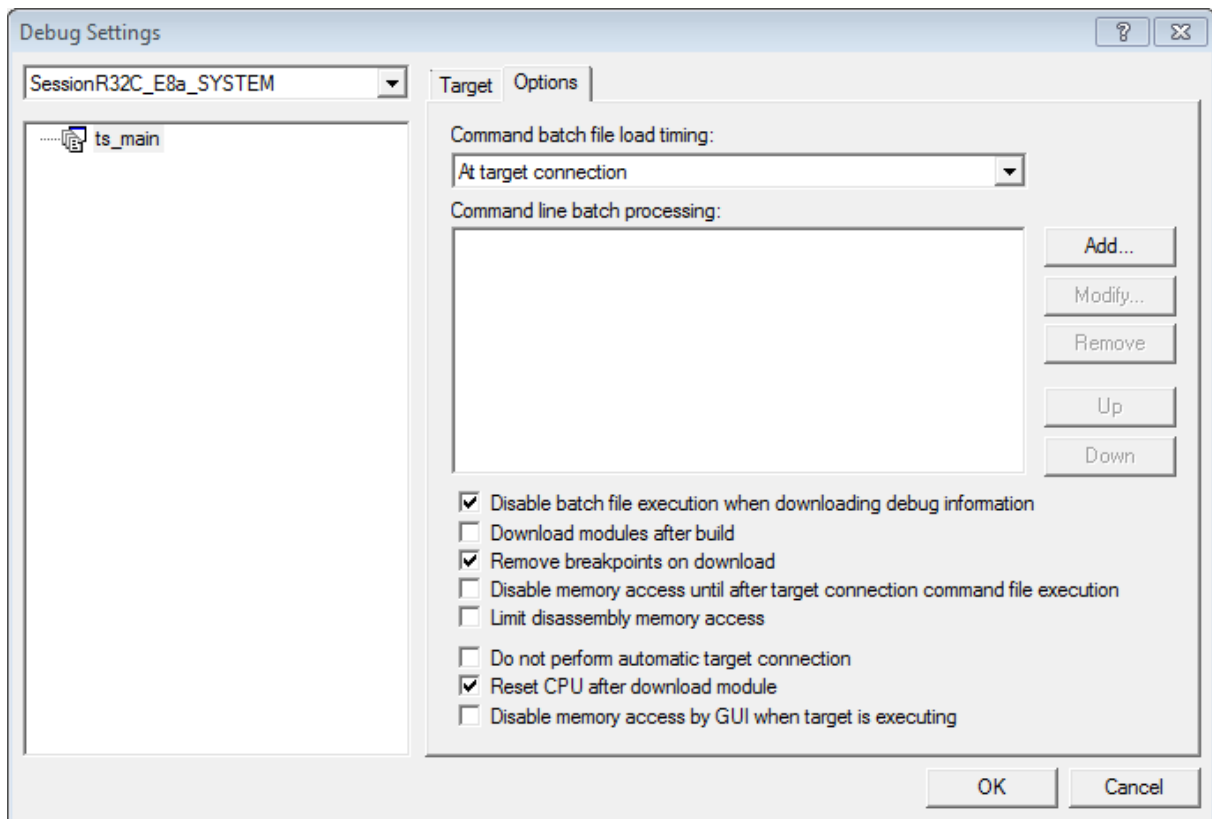 Debug Settings
SessionR32C_E8a_SYSTEM
ts_main
Target
Options
Command batch file load timing:
At target connection
Command line batch processing:
Add...
Modify...
Remove
Up
Down
Disable batch file execution when downloading debug information
Download modules after build
Remove breakpoints on download
Disable memory access until after target connection command file execution
Limit disassembly memory access
Do not perform automatic target connection
Reset CPU after download module
Disable memory access by GUI when target is executing
OK
Cancel